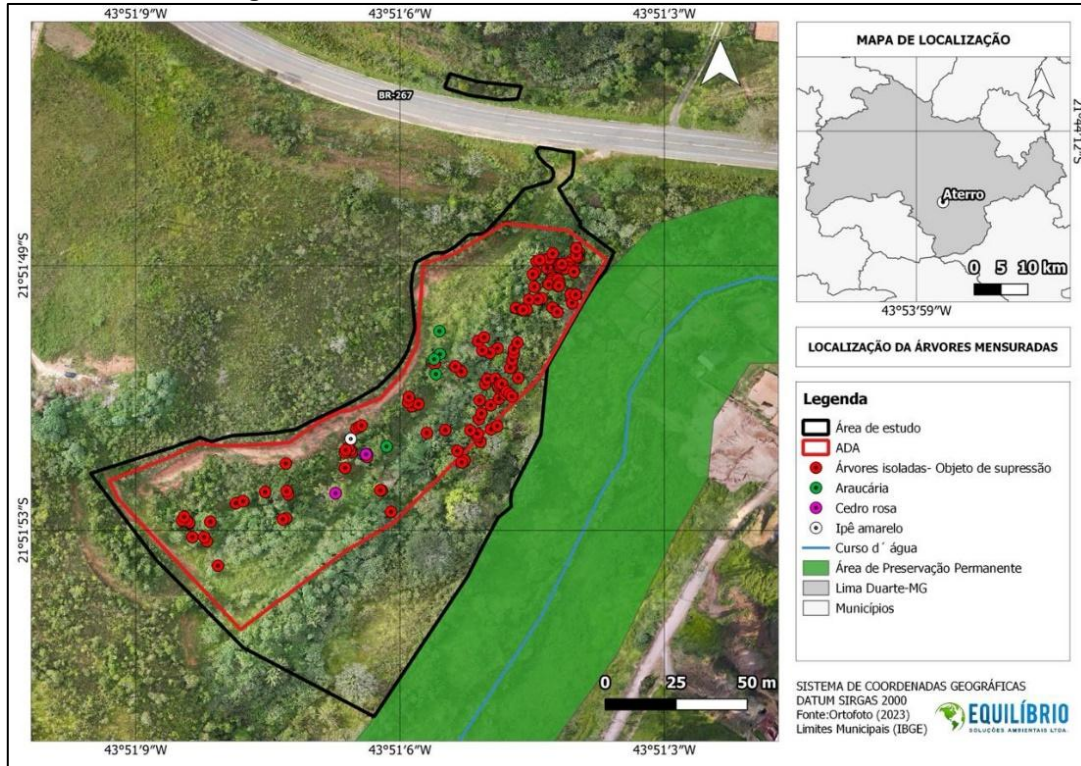 43°51'9"W
43°51'6"W
43°51'3"W
BR-267
21°51'49"S
21°51'53"S
0 25 50 m
43°51'9"W
43°51'6"W
43°51'3"W
MAPA DE LOCALIZAÇÃO
Aterro
0 5 10 km
21°44'12"S
43°53'59"W
LOCALIZAÇÃO DA ÁRVORES MENSURADAS
Legenda
Área de estudo
ADA
Árvores isoladas- Objeto de supressão
Araucária
Cedro rosa
Ipê amarelo
Curso d´ água
Área de Preservação Permanente
Lima Duarte-MG
Municípios
SISTEMA DE COORDENADAS GEOGRÁFICAS
DATUM SIRGAS 2000
Fonte:Ortofoto (2023)
Limites Municipais (IBGE)
EQUILÍBRIO
SOLUÇÕES AMBIENTAIS LTDA.